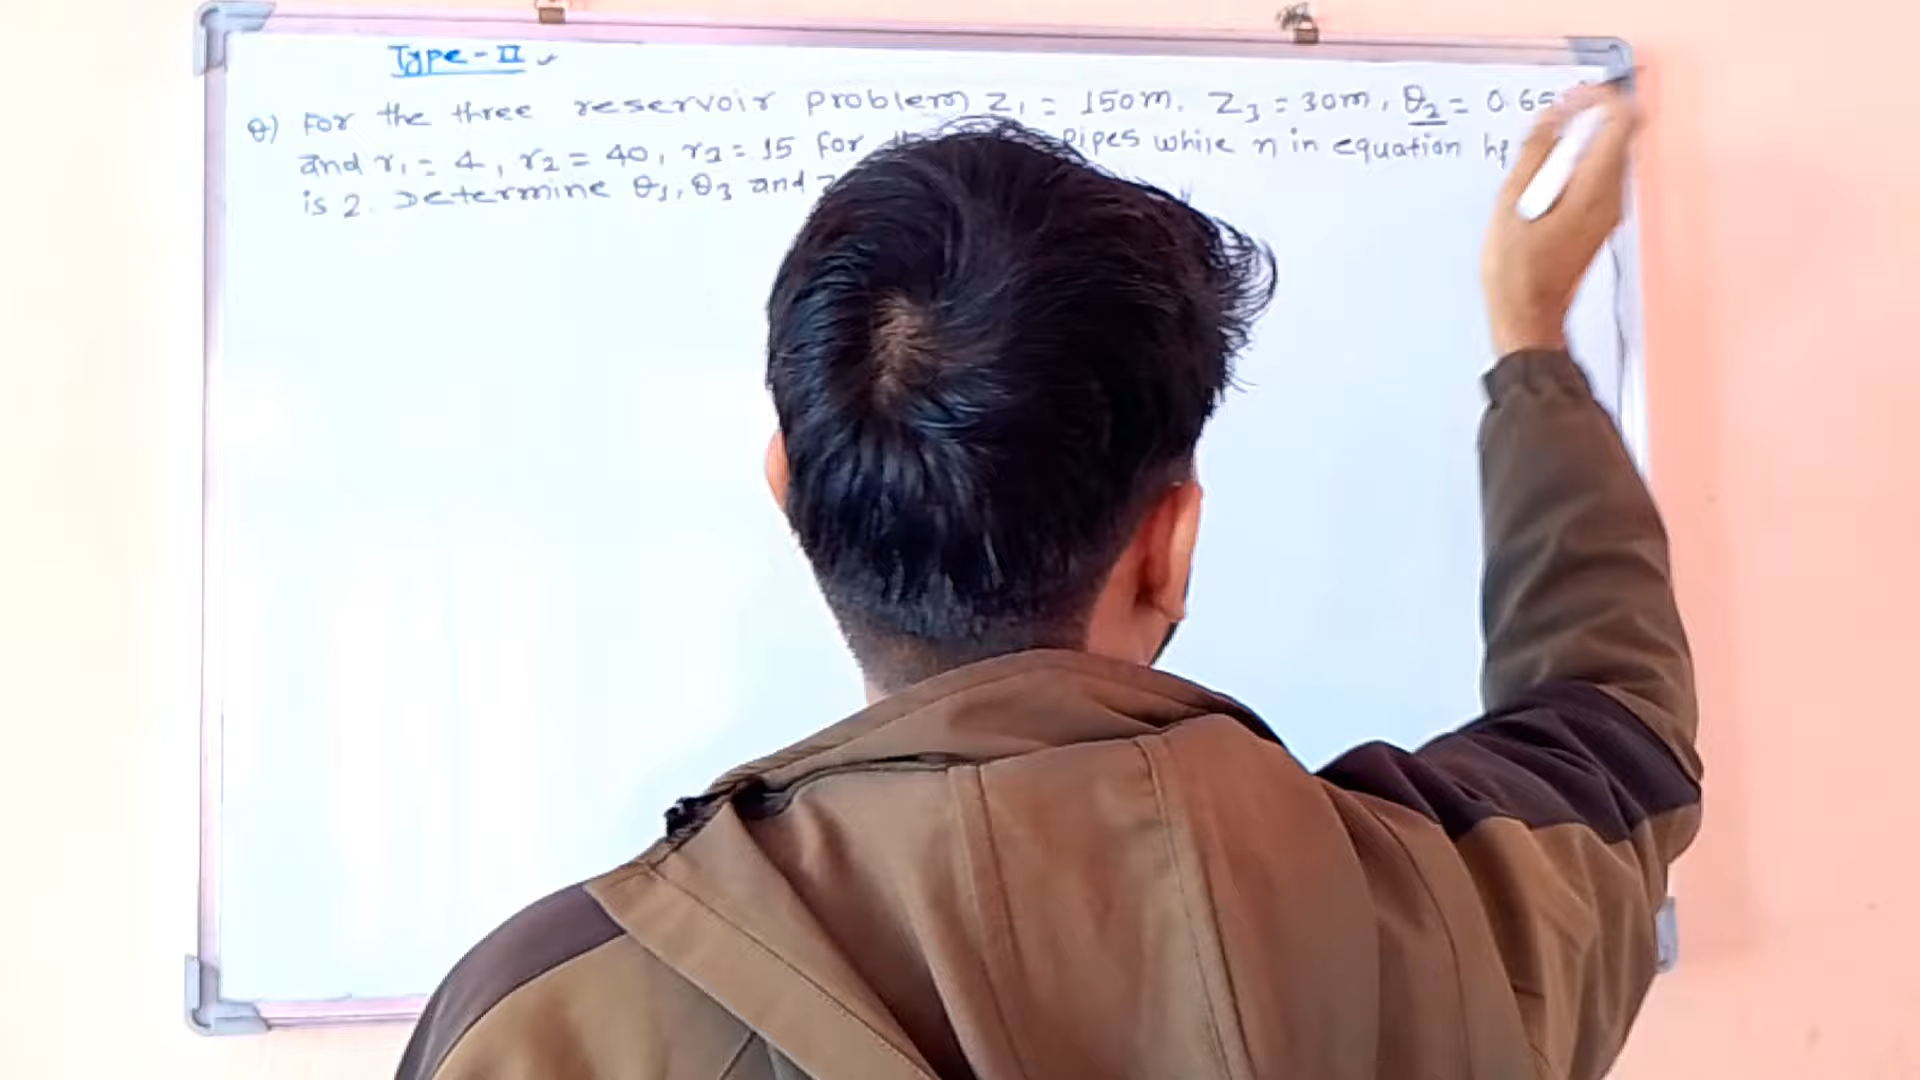 Type-II
Q) For the three reservoir problem Z₁ = 150m, Z₃ = 30m, Q₂ = 0.65
and r₁ = 4, r₂ = 40, r₃ = 15 for pipes while n in equation hf
is 2. Determine Q₁, Q₃ and